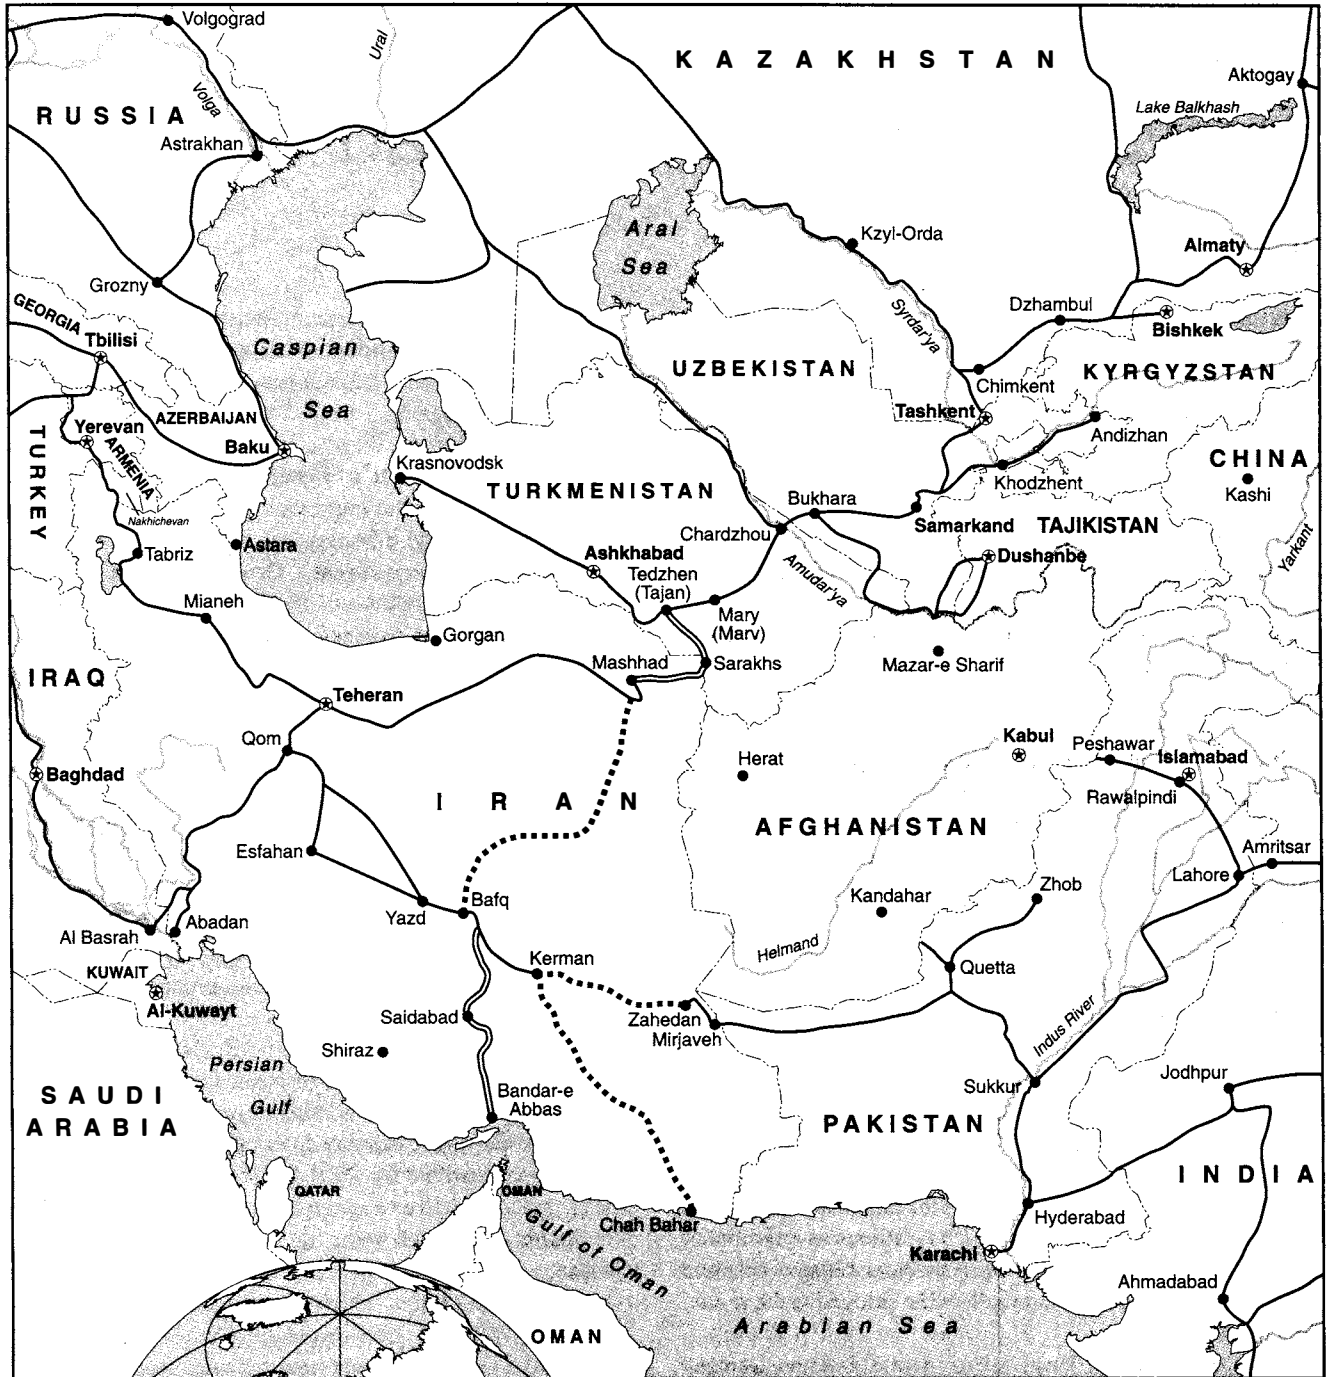 Volgograd
Ural
KAZAKHSTAN
Aktogay
Volga
Lake Balkhash
RUSSIA
Astrakhan
Aral
Sea
Kzyl-Orda
Almaty
Grozny
Dzhambul
GEORGIA
Syrdar'ya
Bishkek
Tbilisi
Caspian
Sea
UZBEKISTAN
Chimkent
KYRGYZSTAN
AZERBAIJAN
Tashkent
Yerevan
Andizhan
TURKEY
ARMENIA
Baku
CHINA
Krasnovodsk
Khodzhent
Kashi
TURKMENISTAN
Bukhara
Nakhichevan
Samarkand
TAJIKISTAN
Chardzhou
Astara
Tabriz
Ashkhabad
Dushanbe
Yarkant
Tedzhen
(Tajan)
Amudar'ya
Mianeh
Mary
(Marv)
Gorgan
Mashhad
Sarakhs
Mazar-e Sharif
IRAQ
Teheran
Qom
Kabul
Peshawar
Islamabad
Baghdad
Herat
Rawalpindi
IRAN
AFGHANISTAN
Esfahan
Amritsar
Lahore
Zhob
Kandahar
Bafq
Yazd
Abadan
Al Basrah
Helmand
Kerman
Quetta
KUWAIT
Al-Kuwayt
Saidabad
Zahedan
Mirjaveh
Indus River
Shiraz
Persian
Gulf
Jodhpur
Sukkur
Bandar-e
Abbas
SAUDI
ARABIA
PAKISTAN
INDIA
QATAR
OMAN
Chah Bahar
Hyderabad
Gulf of Oman
Karachi
Ahmadabad
Arabian Sea
OMAN